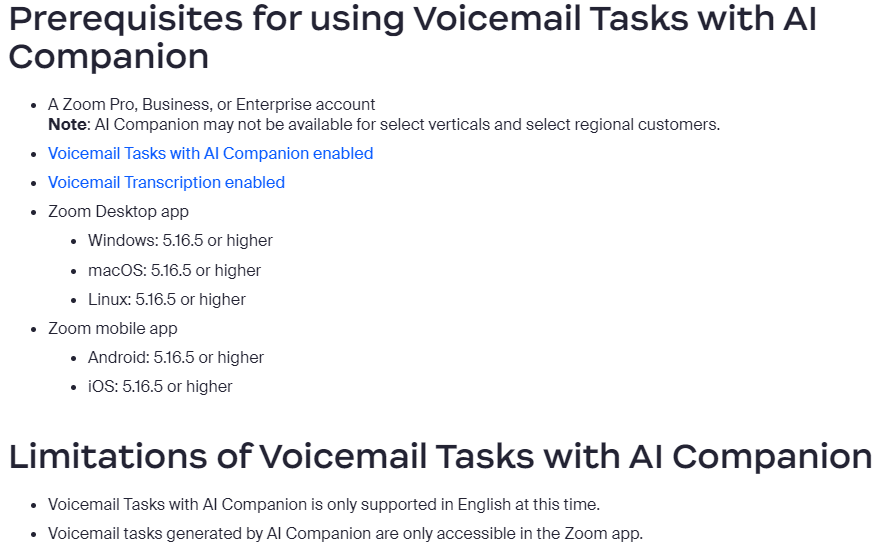 Prerequisites for using Voicemail Tasks with AI
Companion
• A Zoom Pro, Business, or Enterprise account
Note: AI Companion may not be available for select verticals and select regional customers.
• Voicemail Tasks with AI Companion enabled
• Voicemail Transcription enabled
• Zoom Desktop app
• Windows: 5.16.5 or higher
• macOS: 5.16.5 or higher
• Linux: 5.16.5 or higher
• Zoom mobile app
• Android: 5.16.5 or higher
• iOS: 5.16.5 or higher
Limitations of Voicemail Tasks with AI Companion
• Voicemail Tasks with AI Companion is only supported in English at this time.
• Voicemail tasks generated by AI Companion are only accessible in the Zoom app.